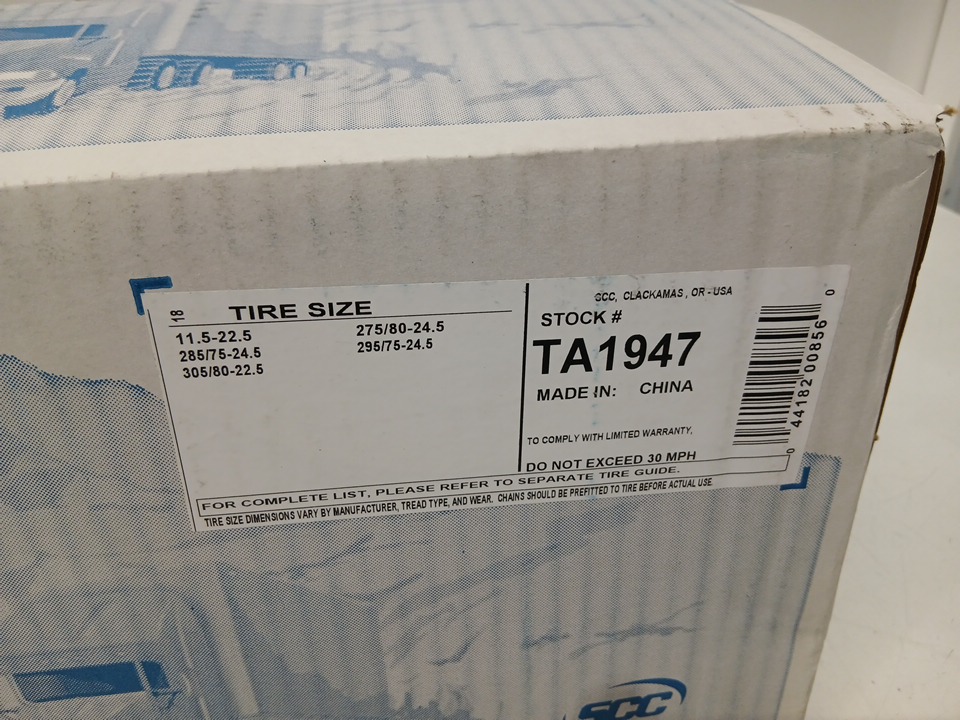 18
TIRE SIZE
11.5-22.5
275/80-24.5
285/75-24.5
295/75-24.5
305/80-22.5
SCC, CLACKAMAS , OR - USA
STOCK #
TA1947
MADE IN: CHINA
TO COMPLY WITH LIMITED WARRANTY,
DO NOT EXCEED 30 MPH
0 44182 00856 0
FOR COMPLETE LIST, PLEASE REFER TO SEPARATE TIRE GUIDE.
TIRE SIZE DIMENSIONS VARY BY MANUFACTURER, TREAD TYPE, AND WEAR. CHAINS SHOULD BE PREFITTED TO TIRE BEFORE ACTUAL USE.
SCC